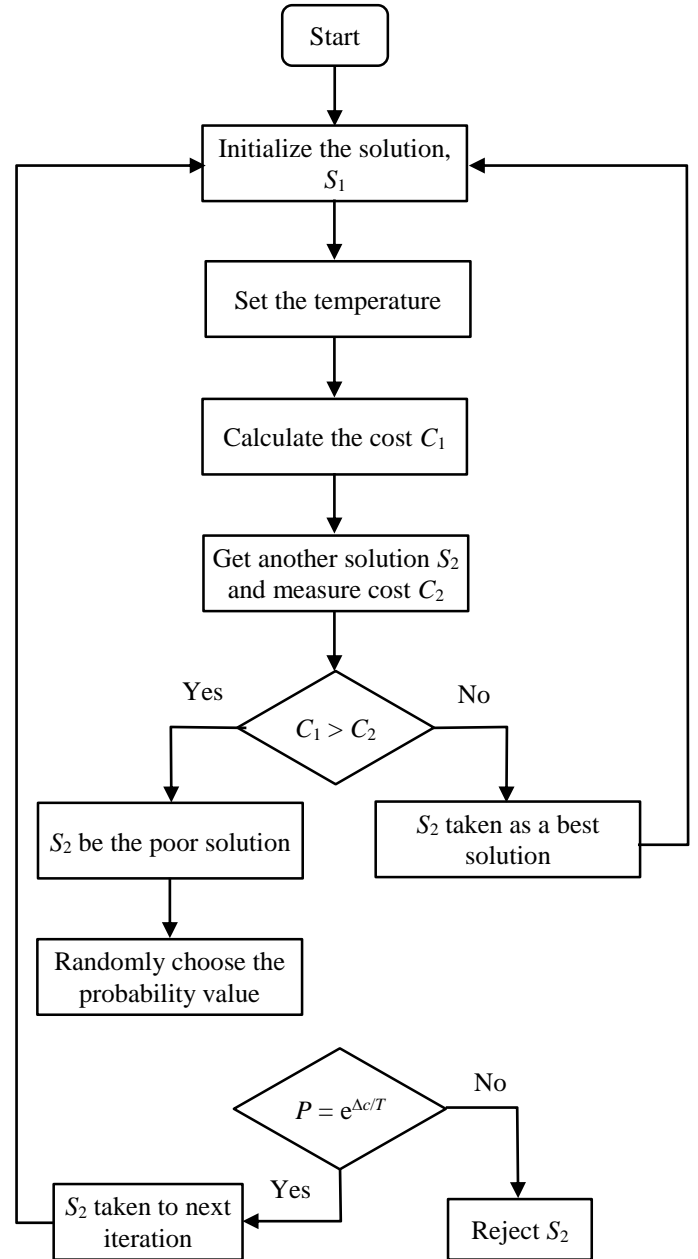 Start
Initialize the solution,
S₁
Set the temperature
Calculate the cost C₁
Get another solution S₂
and measure cost C₂
Yes
No
C₁ > C₂
S₂ be the poor solution
S₂ taken as a best
solution
Randomly choose the
probability value
P = e^Δc/T
No
Yes
S₂ taken to next
iteration
Reject S₂